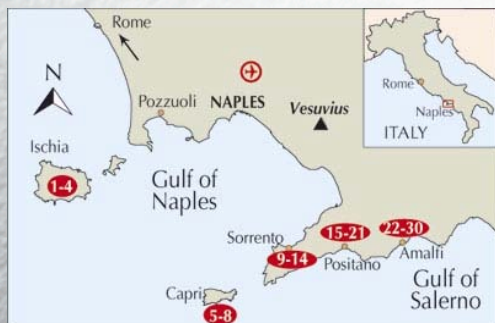 Rome
N
Pozzuoli
NAPLES
Vesuvius
Rome
Naples
ITALY
Ischia
1-4
Gulf of
Naples
Sorrento
9-14
15-21
Positano
22-30
Amalfi
Capri
5-8
Gulf of
Salerno